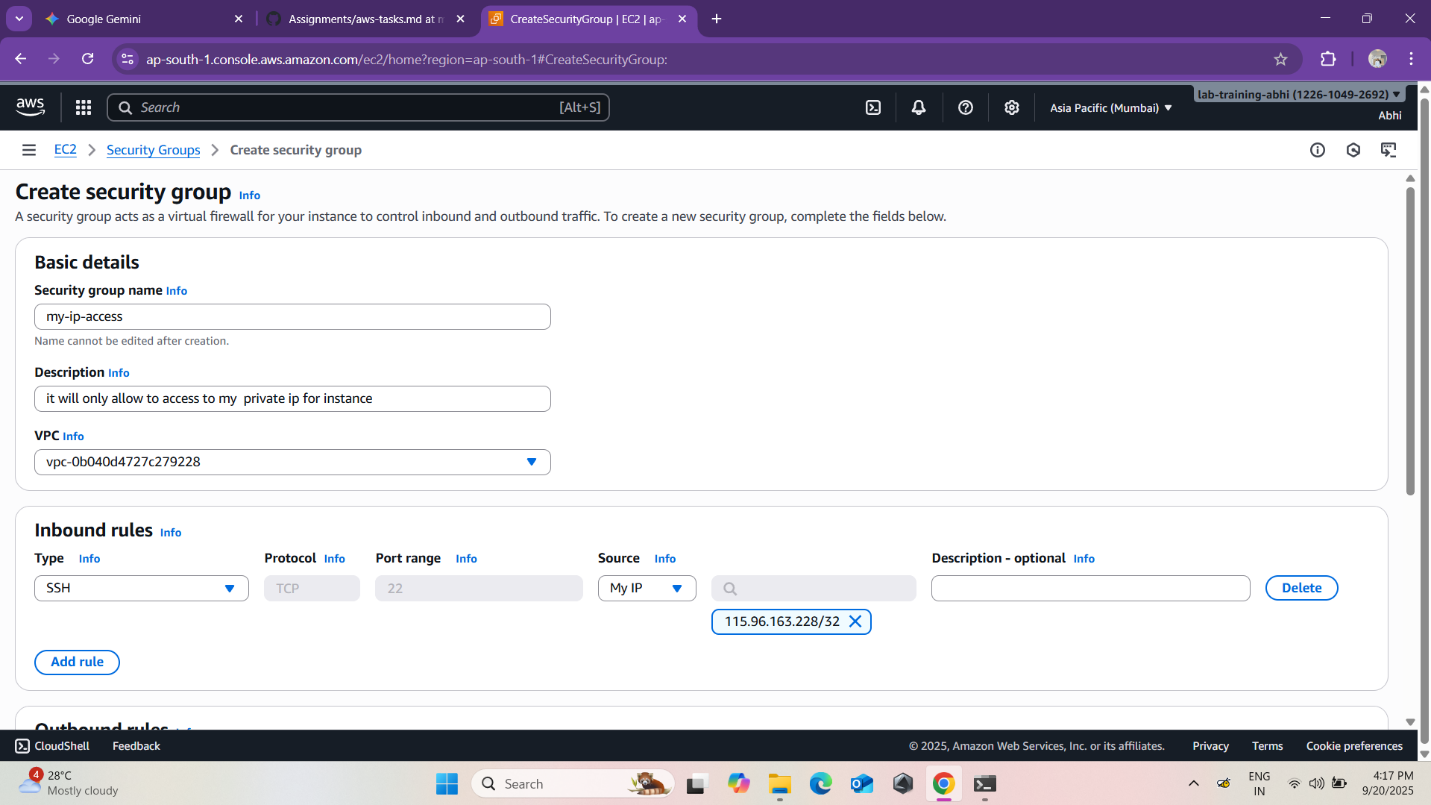 Google Gemini
Assignments/aws-tasks.md at m
CreateSecurityGroup | EC2 | ap-
ap-south-1.console.aws.amazon.com/ec2/home?region=ap-south-1#CreateSecurityGroup:
aws
Search [Alt+S]
Asia Pacific (Mumbai)
lab-training-abhi (1226-1049-2692)
Abhi
EC2 > Security Groups > Create security group
Create security group Info
A security group acts as a virtual firewall for your instance to control inbound and outbound traffic. To create a new security group, complete the fields below.
Basic details
Security group name Info
my-ip-access
Name cannot be edited after creation.
Description Info
it will only allow to access to my  private ip for instance
VPC Info
vpc-0b040d4727c279228
Inbound rules Info
Type Info Protocol Info Port range Info Source Info Description - optional Info
SSH TCP 22 My IP Delete
115.96.163.228/32
Add rule
Outbound rules Info
CloudShell Feedback © 2025, Amazon Web Services, Inc. or its affiliates. Privacy Terms Cookie preferences
4
28°C
Mostly cloudy
Search
ENG
IN
4:17 PM
9/20/2025